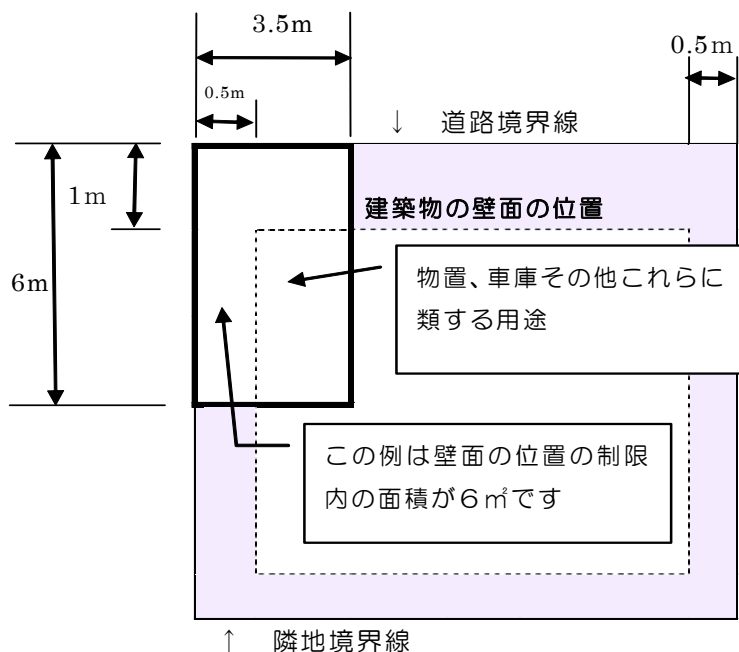 3.5m
0.5m
0.5m
↓ 道路境界線
1m
建築物の壁面の位置
6m
物置、車庫その他これらに
類する用途
この例は壁面の位置の制限
内の面積が6㎡です
↑ 隣地境界線